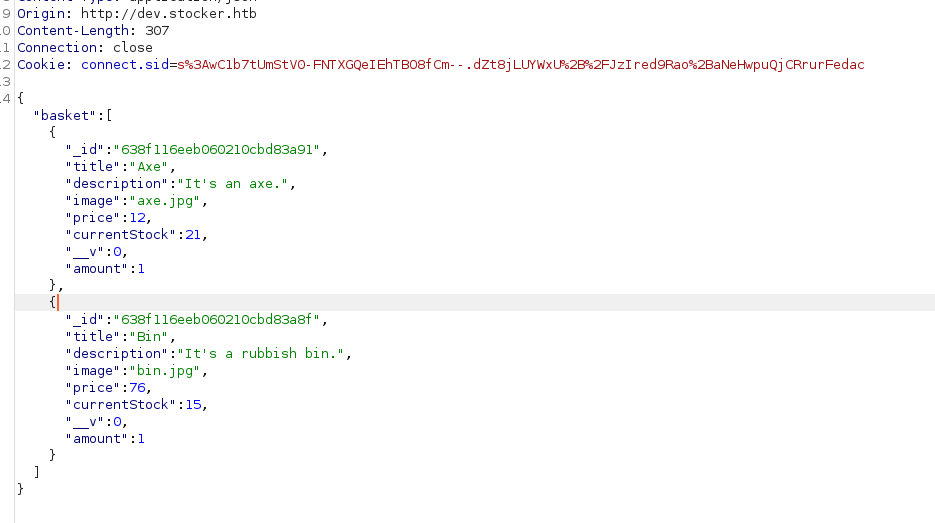 9 Origin: http://dev.stocker.htb
0 Content-Length: 307
1 Connection: close
2 Cookie: connect.sid=s%3AwC1b7tUmStVO-FNTXGQeIEhTBO8fCm--.dZt8jLUYWxU%2B%2FJzIred9Rao%2BaNeHwpuQjCRrurFedac
3
4 {
"basket":[
{
"_id":"638f116eeb060210cbd83a91",
"title":"Axe",
"description":"It's an axe.",
"image":"axe.jpg",
"price":12,
"currentStock":21,
"__v":0,
"amount":1
},
{
"_id":"638f116eeb060210cbd83a8f",
"title":"Bin",
"description":"It's a rubbish bin.",
"image":"bin.jpg",
"price":76,
"currentStock":15,
"__v":0,
"amount":1
}
]
}